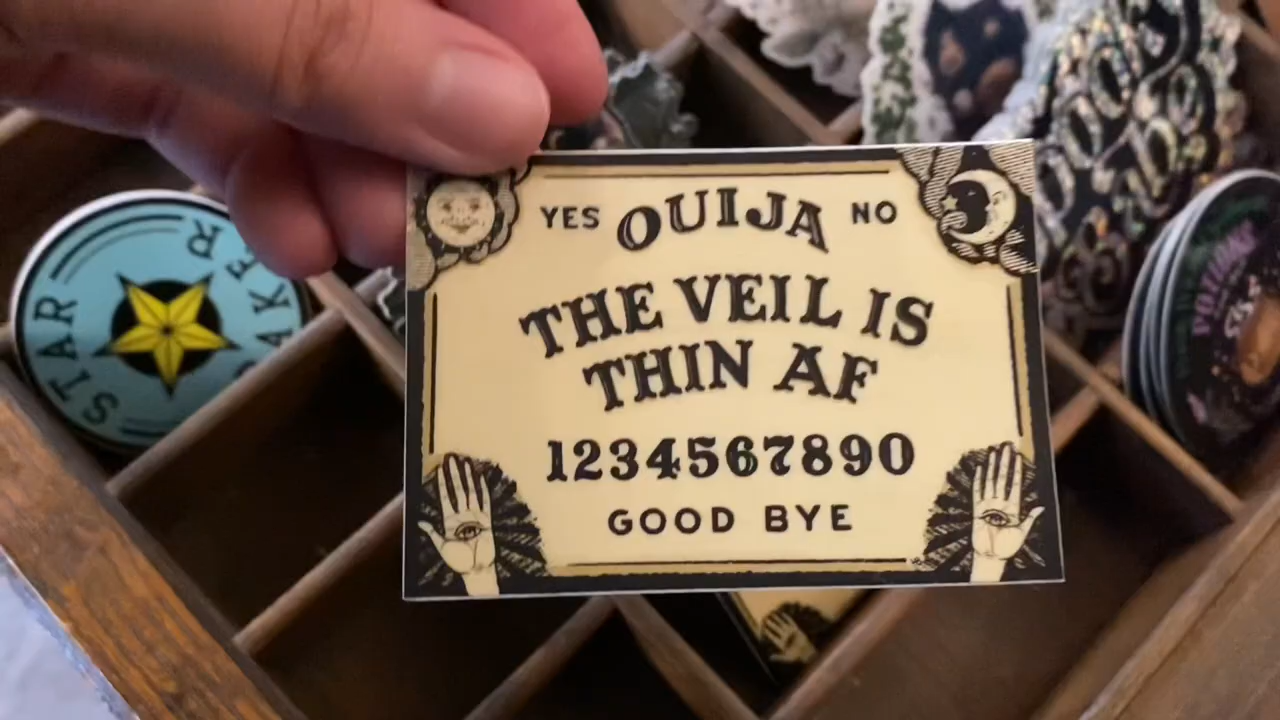 YES OUIJA NO
THE VEIL IS
THIN AF
1234567890
GOOD BYE
STAR